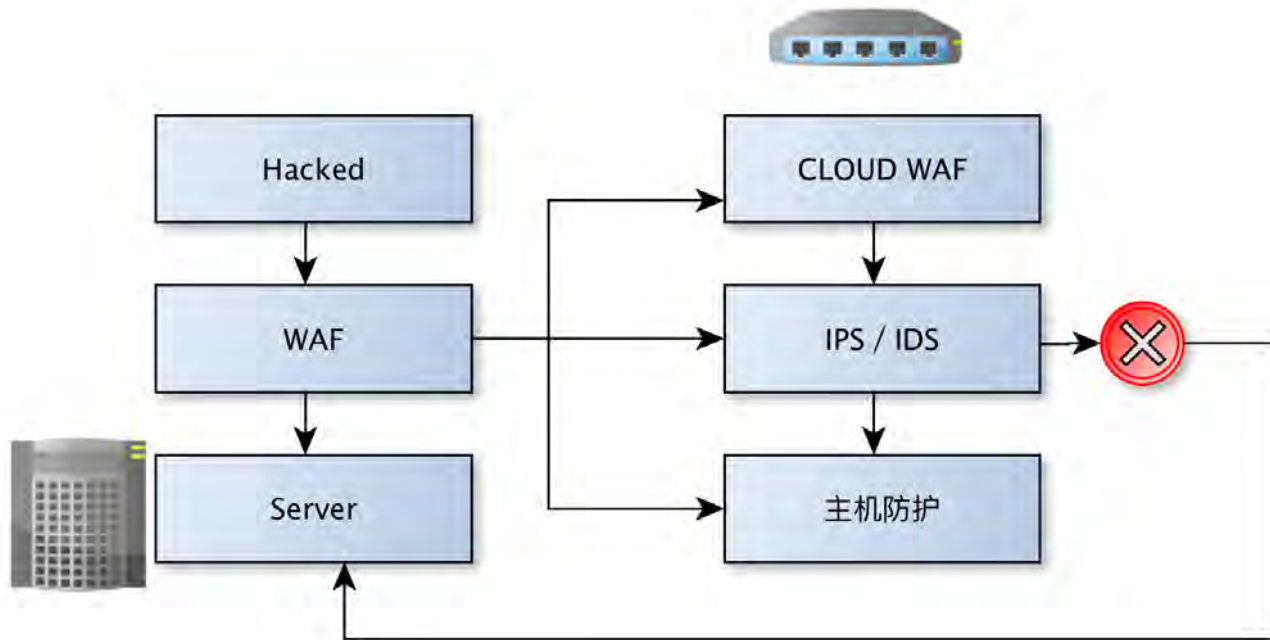 Hacked
CLOUD WAF
WAF
IPS / IDS
Server
主机防护